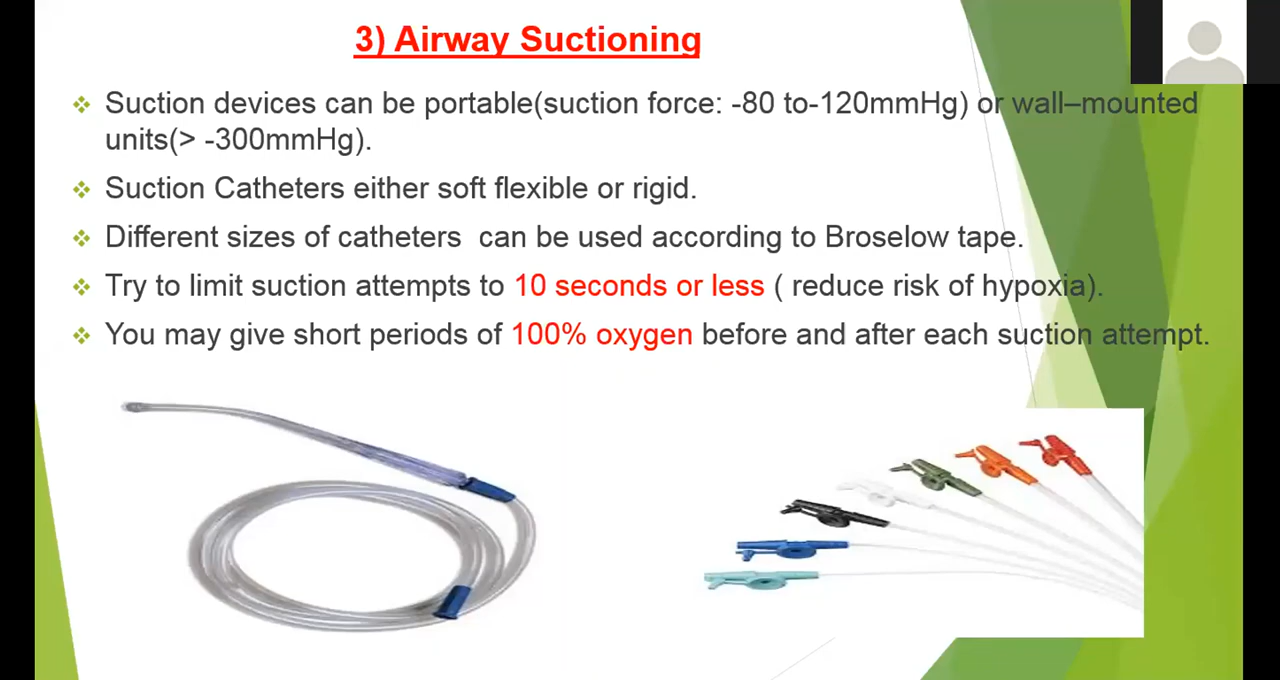 3) Airway Suctioning
Suction devices can be portable(suction force: -80 to-120mmHg) or wall–mounted
units(> -300mmHg).
Suction Catheters either soft flexible or rigid.
Different sizes of catheters  can be used according to Broselow tape.
Try to limit suction attempts to 10 seconds or less ( reduce risk of hypoxia).
You may give short periods of 100% oxygen before and after each suction attempt.